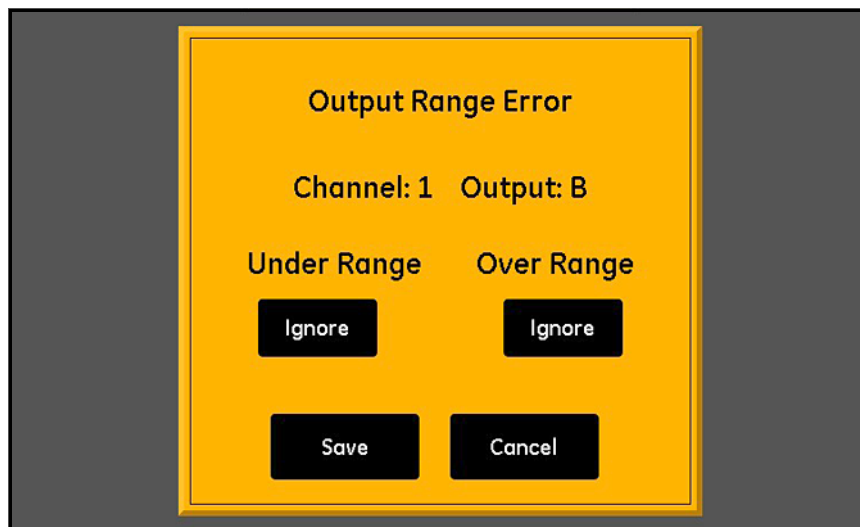 Output Range Error
Channel: 1 Output: B
Under Range Over Range
Ignore Ignore
Save Cancel